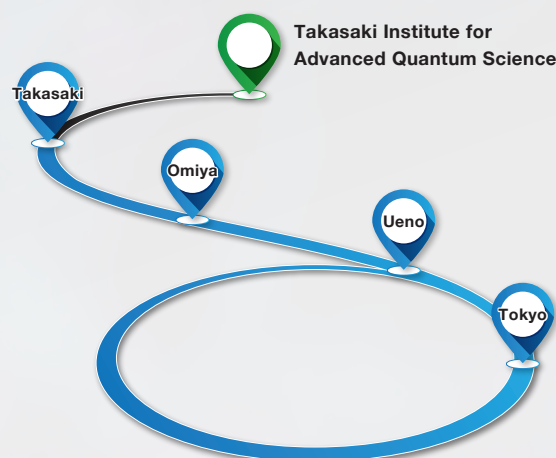 Takasaki Institute for
Advanced Quantum Science
Takasaki
Omiya
Ueno
Tokyo